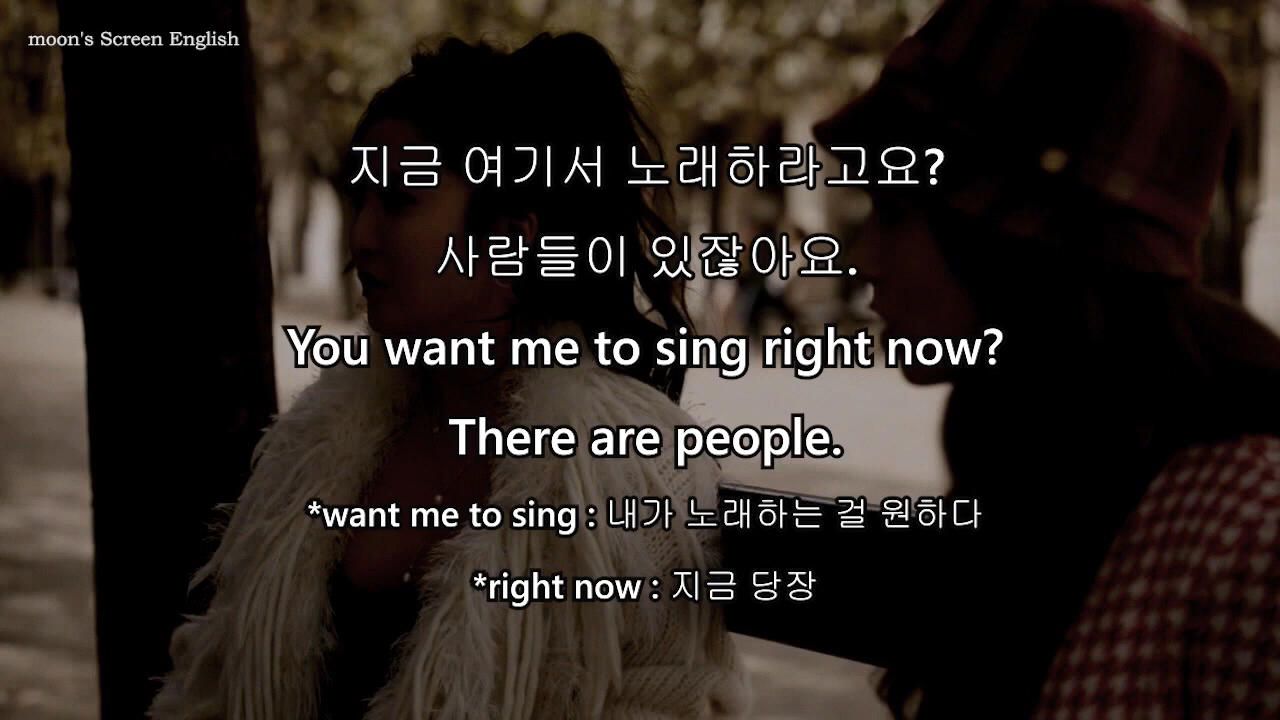 moon's Screen English
지금 여기서 노래하라고요?
사람들이 있잖아요.
You want me to sing right now?
There are people.
*want me to sing : 내가 노래하는 걸 원하다
*right now : 지금 당장